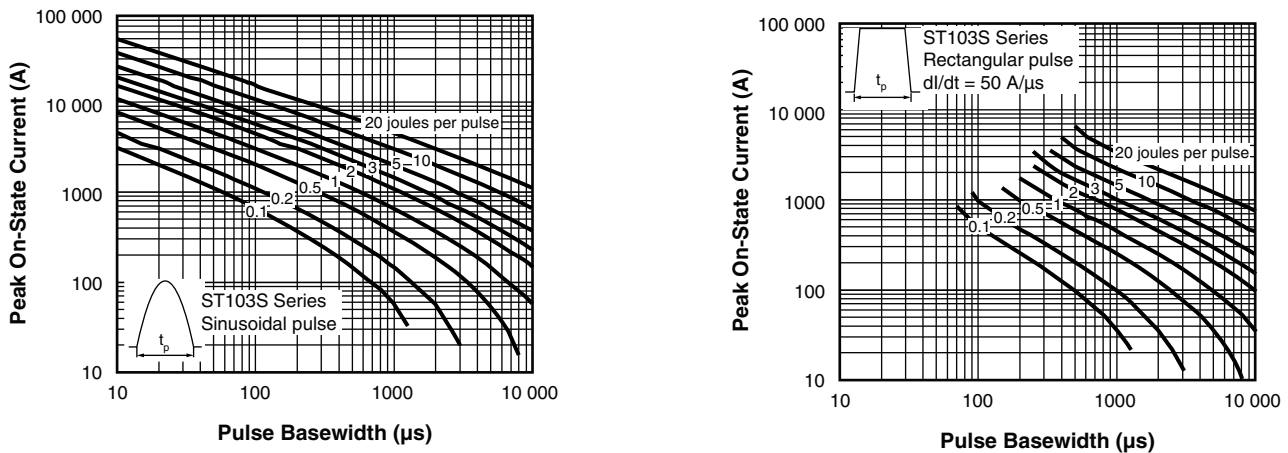 Peak On-State Current (A)
100 000
10 000
1000
100
10
20 joules per pulse
10
5
3
2
1
0.5
0.2
0.1
ST103S Series
Sinusoidal pulse
tp
10
100
1000
10 000
Pulse Basewidth (µs)
Peak On-State Current (A)
100 000
10 000
1000
100
10
ST103S Series
Rectangular pulse
dI/dt = 50 A/µs
tp
20 joules per pulse
10
5
3
2
1
0.5
0.2
0.1
10
100
1000
10 000
Pulse Basewidth (µs)